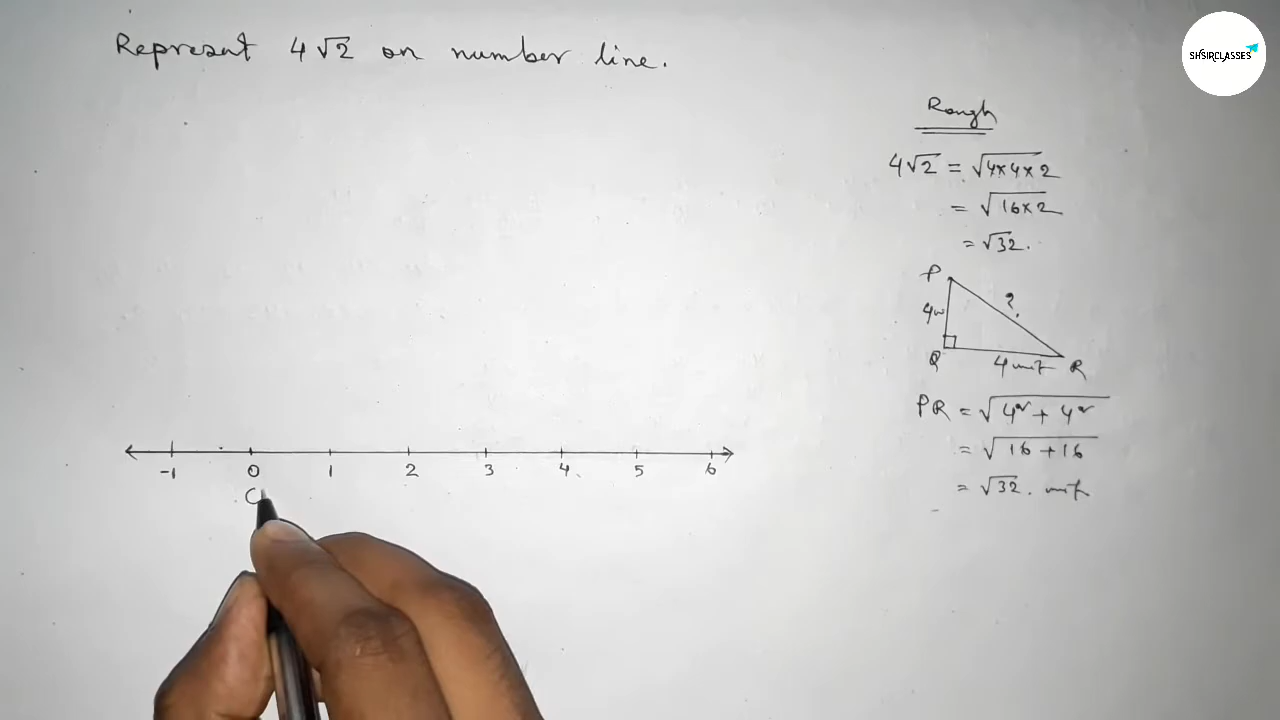 Represent 4√2 on number line.
SHSIRCLASSES
Rough
4√2 = √4×4×2
= √16×2
= √32.
P
4u
?
Q
4 unit R
PR = √4² + 4²
= √16 + 16
= √32. unit
-1 0 1 2 3 4 5 6